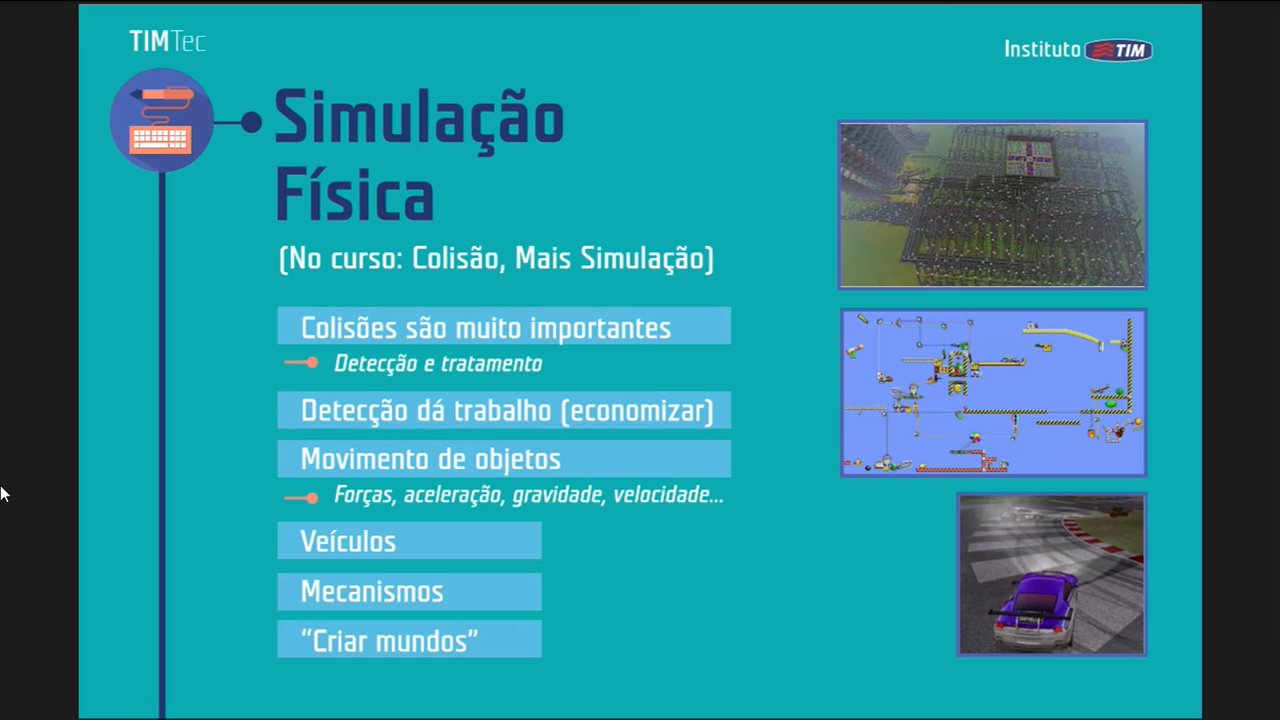 TIMTec
Instituto TIM
Simulação
Física
(No curso: Colisão, Mais Simulação)
Colisões são muito importantes
Detecção e tratamento
Detecção dá trabalho (economizar)
Movimento de objetos
Forças, aceleração, gravidade, velocidade...
Veículos
Mecanismos
“Criar mundos”